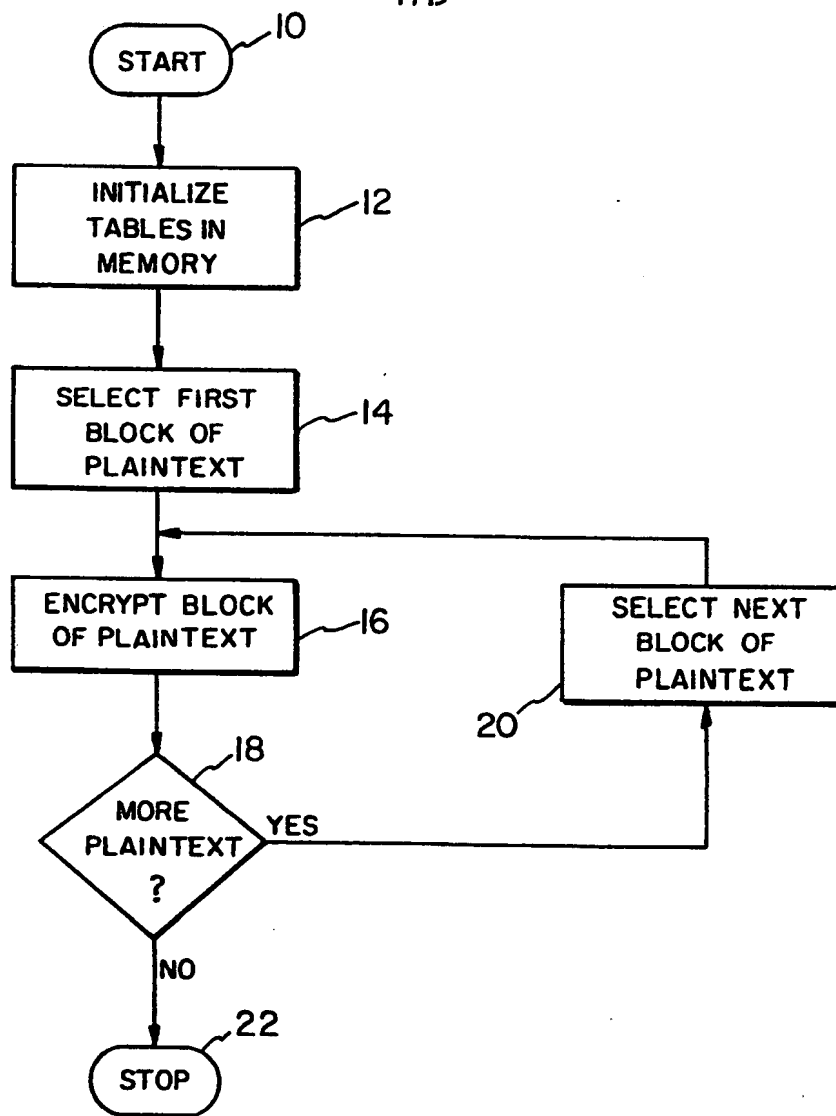 START
10
INITIALIZE
TABLES IN
MEMORY
12
SELECT FIRST
BLOCK OF
PLAINTEXT
14
ENCRYPT BLOCK
OF PLAINTEXT
16
SELECT NEXT
BLOCK OF
PLAINTEXT
20
18
MORE
PLAINTEXT
?
YES
NO
22
STOP